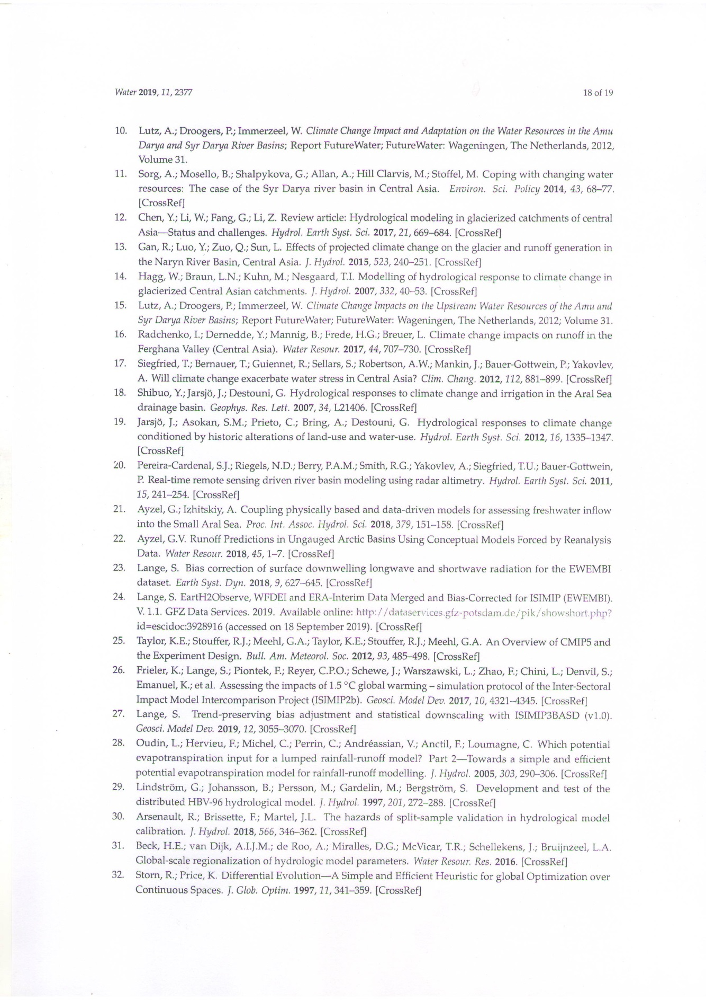 Water 2019, 11, 2377
18 of 19
10. Lutz, A.; Droogers, P.; Immerzeel, W. Climate Change Impact and Adaptation on the Water Resources in the Amu
Darya and Syr Darya River Basins; Report FutureWater; FutureWater: Wageningen, The Netherlands, 2012,
Volume 31.
11. Sorg, A.; Mosello, B.; Shalpykova, G.; Allan, A.; Hill Clarvis, M.; Stoffel, M. Coping with changing water
resources: The case of the Syr Darya river basin in Central Asia. Environ. Sci. Policy 2014, 43, 68–77.
[CrossRef]
12. Chen, Y.; Li, W.; Fang, G.; Li, Z. Review article: Hydrological modeling in glacierized catchments of central
Asia—Status and challenges. Hydrol. Earth Syst. Sci. 2017, 21, 669–684. [CrossRef]
13. Gan, R.; Luo, Y.; Zuo, Q.; Sun, L. Effects of projected climate change on the glacier and runoff generation in
the Naryn River Basin, Central Asia. J. Hydrol. 2015, 523, 240–251. [CrossRef]
14. Hagg, W.; Braun, L.N.; Kuhn, M.; Nesgaard, T.I. Modelling of hydrological response to climate change in
glacierized Central Asian catchments. J. Hydrol. 2007, 332, 40–53. [CrossRef]
15. Lutz, A.; Droogers, P.; Immerzeel, W. Climate Change Impacts on the Upstream Water Resources of the Amu and
Syr Darya River Basins; Report FutureWater; FutureWater: Wageningen, The Netherlands, 2012; Volume 31.
16. Radchenko, I.; Dernedde, Y.; Mannig, B.; Frede, H.G.; Breuer, L. Climate change impacts on runoff in the
Ferghana Valley (Central Asia). Water Resour. 2017, 44, 707–730. [CrossRef]
17. Siegfried, T.; Bernauer, T.; Guiennet, R.; Sellars, S.; Robertson, A.W.; Mankin, J.; Bauer-Gottwein, P.; Yakovlev,
A. Will climate change exacerbate water stress in Central Asia? Clim. Chang. 2012, 112, 881–899. [CrossRef]
18. Shibuo, Y.; Jarsjö, J.; Destouni, G. Hydrological responses to climate change and irrigation in the Aral Sea
drainage basin. Geophys. Res. Lett. 2007, 34, L21406. [CrossRef]
19. Jarsjö, J.; Asokan, S.M.; Prieto, C.; Bring, A.; Destouni, G. Hydrological responses to climate change
conditioned by historic alterations of land-use and water-use. Hydrol. Earth Syst. Sci. 2012, 16, 1335–1347.
[CrossRef]
20. Pereira-Cardenal, S.J.; Riegels, N.D.; Berry, P.A.M.; Smith, R.G.; Yakovlev, A.; Siegfried, T.U.; Bauer-Gottwein,
P. Real-time remote sensing driven river basin modeling using radar altimetry. Hydrol. Earth Syst. Sci. 2011,
15, 241–254. [CrossRef]
21. Ayzel, G.; Izhitskiy, A. Coupling physically based and data-driven models for assessing freshwater inflow
into the Small Aral Sea. Proc. Int. Assoc. Hydrol. Sci. 2018, 379, 151–158. [CrossRef]
22. Ayzel, G.V. Runoff Predictions in Ungauged Arctic Basins Using Conceptual Models Forced by Reanalysis
Data. Water Resour. 2018, 45, 1–7. [CrossRef]
23. Lange, S. Bias correction of surface downwelling longwave and shortwave radiation for the EWEMBI
dataset. Earth Syst. Dyn. 2018, 9, 627–645. [CrossRef]
24. Lange, S. EartH2Observe, WFDEI and ERA-Interim Data Merged and Bias-Corrected for ISIMIP (EWEMBI).
V. 1.1. GFZ Data Services. 2019. Available online: http://dataservices.gfz-potsdam.de/pik/showshort.php?
id=escidoc:3928916 (accessed on 18 September 2019). [CrossRef]
25. Taylor, K.E.; Stouffer, R.J.; Meehl, G.A.; Taylor, K.E.; Stouffer, R.J.; Meehl, G.A. An Overview of CMIP5 and
the Experiment Design. Bull. Am. Meteorol. Soc. 2012, 93, 485–498. [CrossRef]
26. Frieler, K.; Lange, S.; Piontek, F.; Reyer, C.P.O.; Schewe, J.; Warszawski, L.; Zhao, F.; Chini, L.; Denvil, S.;
Emanuel, K.; et al. Assessing the impacts of 1.5 °C global warming – simulation protocol of the Inter-Sectoral
Impact Model Intercomparison Project (ISIMIP2b). Geosci. Model Dev. 2017, 10, 4321–4345. [CrossRef]
27. Lange, S. Trend-preserving bias adjustment and statistical downscaling with ISIMIP3BASD (v1.0).
Geosci. Model Dev. 2019, 12, 3055–3070. [CrossRef]
28. Oudin, L.; Hervieu, F.; Michel, C.; Perrin, C.; Andréassian, V.; Anctil, F.; Loumagne, C. Which potential
evapotranspiration input for a lumped rainfall-runoff model? Part 2—Towards a simple and efficient
potential evapotranspiration model for rainfall-runoff modelling. J. Hydrol. 2005, 303, 290–306. [CrossRef]
29. Lindström, G.; Johansson, B.; Persson, M.; Gardelin, M.; Bergström, S. Development and test of the
distributed HBV-96 hydrological model. J. Hydrol. 1997, 201, 272–288. [CrossRef]
30. Arsenault, R.; Brissette, F.; Martel, J.L. The hazards of split-sample validation in hydrological model
calibration. J. Hydrol. 2018, 566, 346–362. [CrossRef]
31. Beck, H.E.; van Dijk, A.I.J.M.; de Roo, A.; Miralles, D.G.; McVicar, T.R.; Schellekens, J.; Bruijnzeel, L.A.
Global-scale regionalization of hydrologic model parameters. Water Resour. Res. 2016. [CrossRef]
32. Storn, R.; Price, K. Differential Evolution—A Simple and Efficient Heuristic for global Optimization over
Continuous Spaces. J. Glob. Optim. 1997, 11, 341–359. [CrossRef]